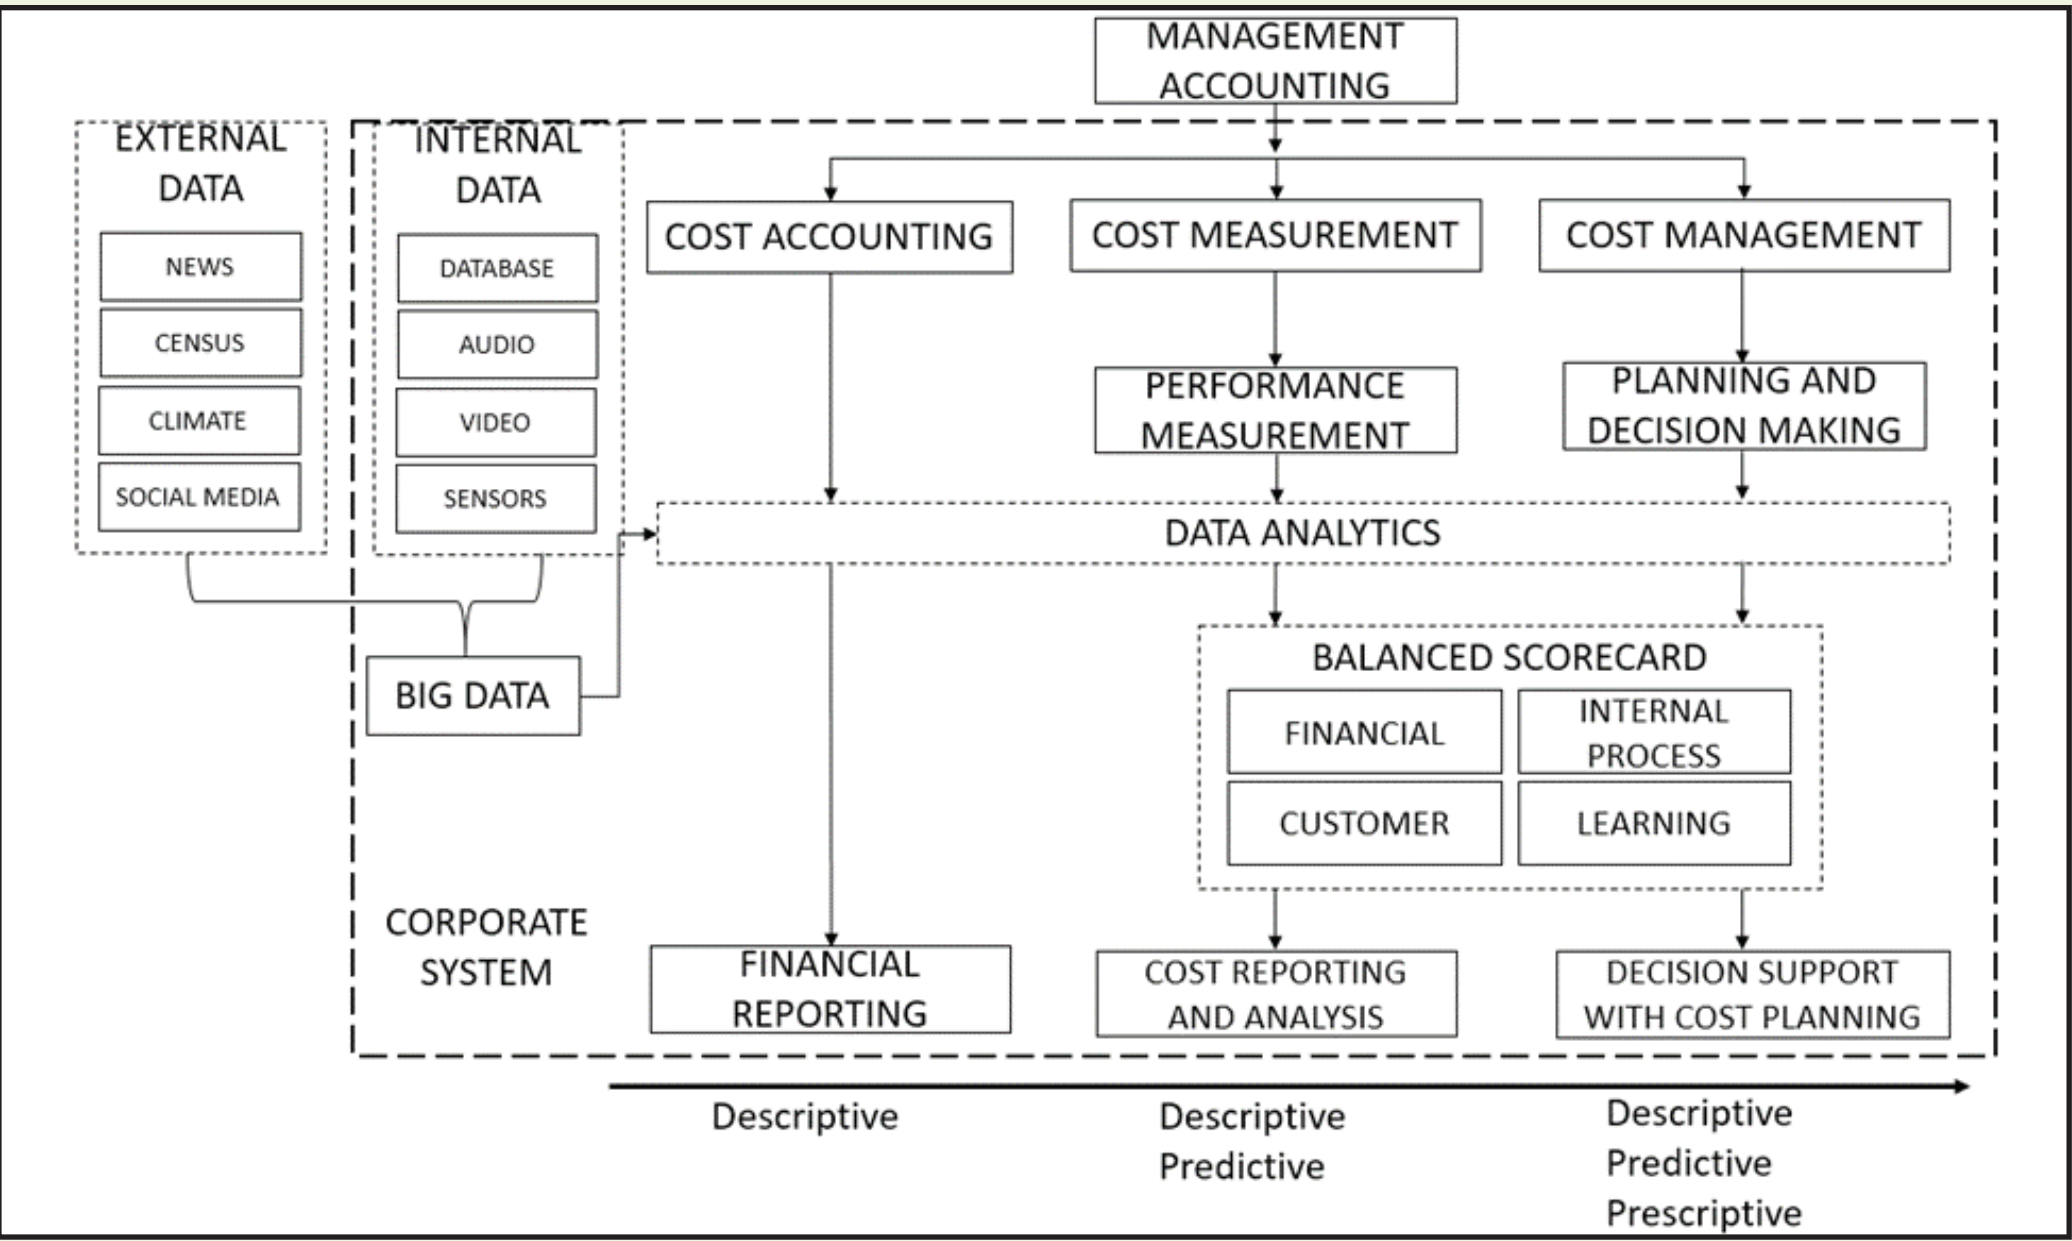 MANAGEMENT
ACCOUNTING
EXTERNAL
DATA
NEWS
CENSUS
CLIMATE
SOCIAL MEDIA
INTERNAL
DATA
DATABASE
AUDIO
VIDEO
SENSORS
BIG DATA
CORPORATE
SYSTEM
COST ACCOUNTING
COST MEASUREMENT
COST MANAGEMENT
PERFORMANCE
MEASUREMENT
PLANNING AND
DECISION MAKING
DATA ANALYTICS
BALANCED SCORECARD
FINANCIAL
INTERNAL
PROCESS
CUSTOMER
LEARNING
FINANCIAL
REPORTING
COST REPORTING
AND ANALYSIS
DECISION SUPPORT
WITH COST PLANNING
Descriptive
Descriptive
Predictive
Descriptive
Predictive
Prescriptive